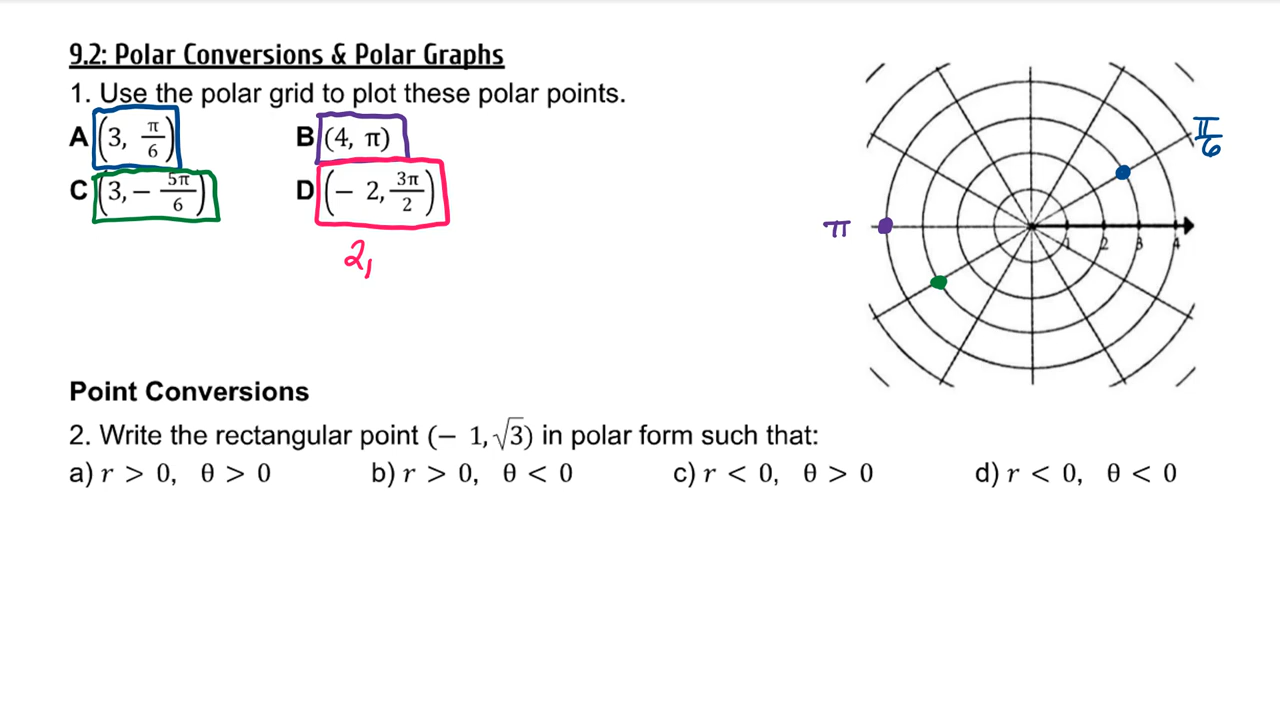 9.2: Polar Conversions & Polar Graphs
1. Use the polar grid to plot these polar points.
A (3, π/6) B (4, π)
C (3, − 5π/6) D (− 2, 3π/2)
2,
π/6
π
1 2 3 4
Point Conversions
2. Write the rectangular point (− 1, √3) in polar form such that:
a) r > 0, θ > 0 b) r > 0, θ < 0 c) r < 0, θ > 0 d) r < 0, θ < 0